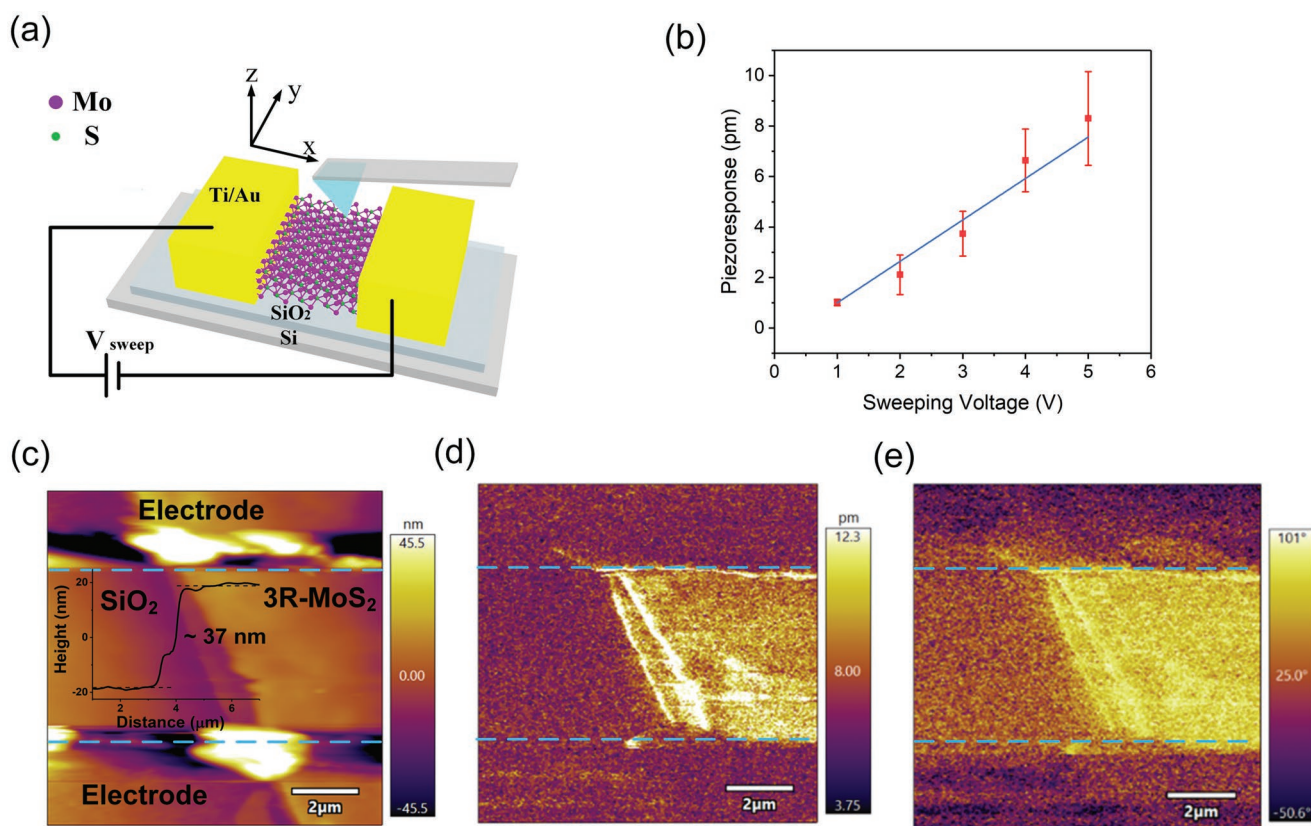 (a)
Mo
S
z
y
x
Ti/Au
SiO₂
Si
V sweep
(b)
Piezoresponse (pm)
10
8
6
4
2
0
0 1 2 3 4 5 6
Sweeping Voltage (V)
(c)
Electrode
SiO₂
3R-MoS₂
~ 37 nm
Height (nm)
20
0
-20
2 4 6
Distance (μm)
Electrode
2μm
nm
45.5
0.00
-45.5
(d)
2μm
pm
12.3
8.00
3.75
(e)
2μm
101°
25.0°
-50.6°